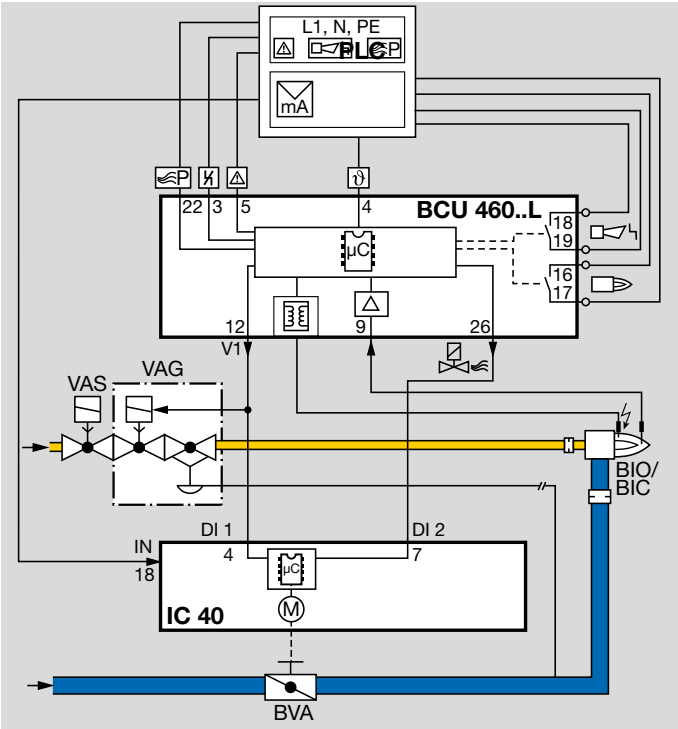 L1, N, PE
PLC
P
mA
P
ϑ
22 3 5 4
BCU 460..L
18
19
µC
16
17
12 9 26
V1
VAG
VAS
BIO/
BIC
DI 1 DI 2
IN 4 7
18
µC
IC 40
M
BVA